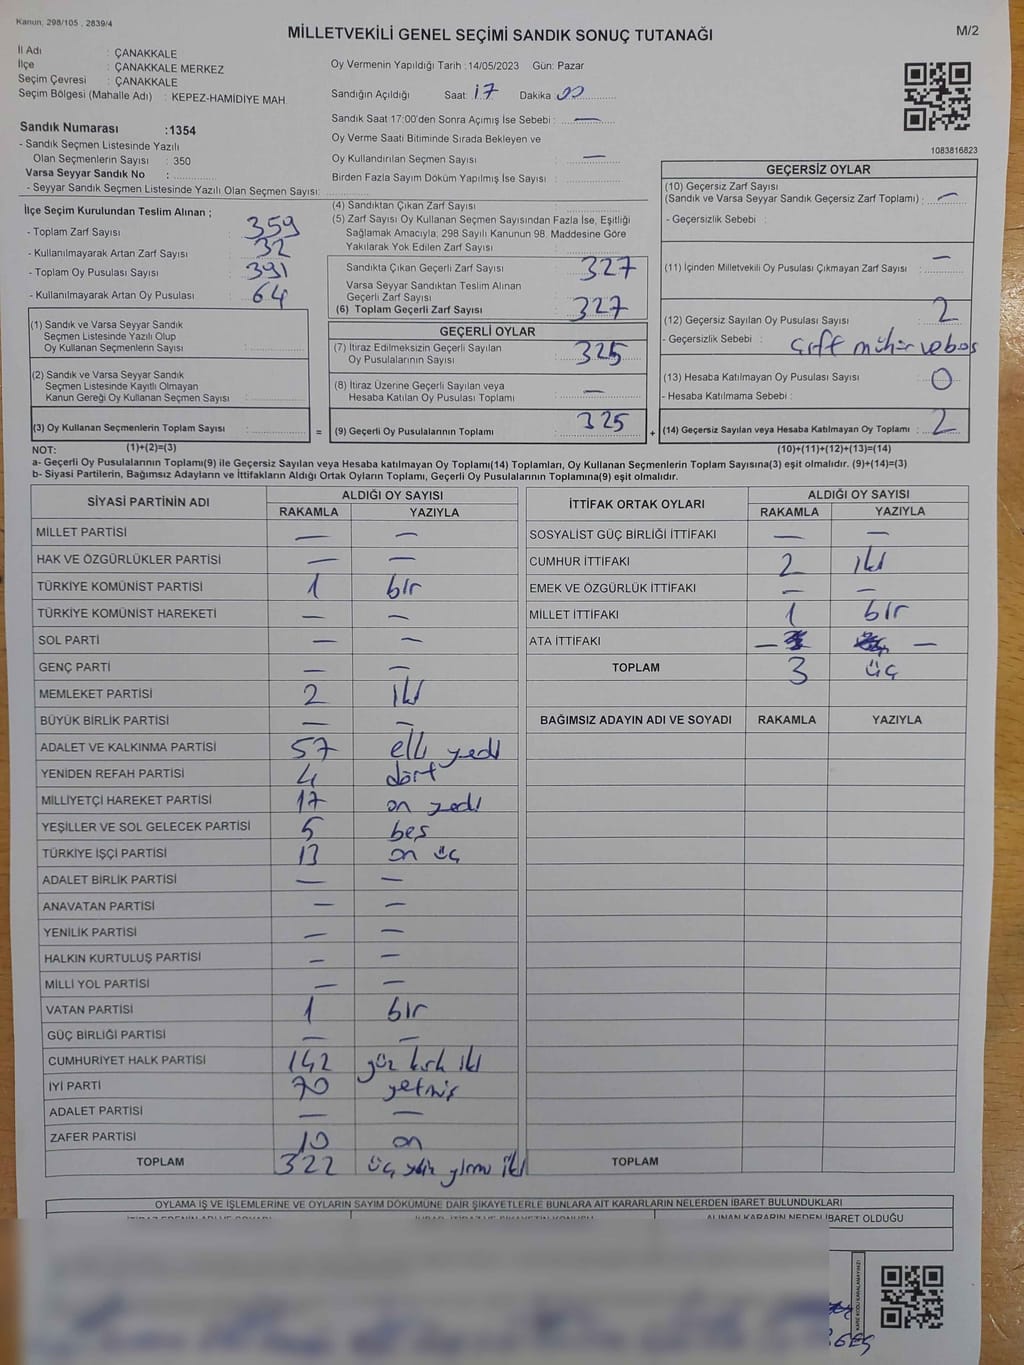 Kanun, 298/105 , 2839/4
MİLLETVEKİLİ GENEL SEÇİMİ SANDIK SONUÇ TUTANAĞI
M/2
İl Adı : ÇANAKKALE
İlçe : ÇANAKKALE MERKEZ
Seçim Çevresi : ÇANAKKALE
Seçim Bölgesi (Mahalle Adı) : KEPEZ-HAMİDİYE MAH.
Oy Vermenin Yapıldığı Tarih :14/05/2023 Gün: Pazar
Sandığın Açıldığı Saat: 17 Dakika 00
Sandık Saat 17:00'den Sonra Açımış İse Sebebi : —
Oy Verme Saati Bitiminde Sırada Bekleyen ve
Oy Kullandırılan Seçmen Sayısı : —
Birden Fazla Sayım Döküm Yapılmış İse Sayısı :
1083816823
Sandık Numarası :1354
- Sandık Seçmen Listesinde Yazılı
Olan Seçmenlerin Sayısı : 350
Varsa Seyyar Sandık No :
- Seyyar Sandık Seçmen Listesinde Yazılı Olan Seçmen Sayısı:
İlçe Seçim Kurulundan Teslim Alınan ;
- Toplam Zarf Sayısı : 359
- Kullanılmayarak Artan Zarf Sayısı : 32
- Toplam Oy Pusulası Sayısı : 391
- Kullanılmayarak Artan Oy Pusulası : 64
(1) Sandık ve Varsa Seyyar Sandık
Seçmen Listesinde Yazılı Olup
Oy Kullanan Seçmenlerin Sayısı :
(2) Sandık ve Varsa Seyyar Sandık
Seçmen Listesinde Kayıtlı Olmayan
Kanun Gereği Oy Kullanan Seçmen Sayısı :
(3) Oy Kullanan Seçmenlerin Toplam Sayısı : =
(4) Sandıktan Çıkan Zarf Sayısı :
(5) Zarf Sayısı Oy Kullanan Seçmen Sayısından Fazla İse, Eşitliği
Sağlamak Amacıyla, 298 Sayılı Kanunun 98. Maddesine Göre
Yakılarak Yok Edilen Zarf Sayısı :
Sandıkta Çıkan Geçerli Zarf Sayısı : 327
Varsa Seyyar Sandıktan Teslim Alınan
Geçerli Zarf Sayısı :
(6) Toplam Geçerli Zarf Sayısı : 327
GEÇERLİ OYLAR
(7) İtiraz Edilmeksizin Geçerli Sayılan
Oy Pusulalarının Sayısı : 325
(8) İtiraz Üzerine Geçerli Sayılan veya
Hesaba Katılan Oy Pusulası Toplamı : —
(9) Geçerli Oy Pusulalarının Toplamı : 325 +
GEÇERSİZ OYLAR
(10) Geçersiz Zarf Sayısı
(Sandık ve Varsa Seyyar Sandık Geçersiz Zarf Toplamı) : —
- Geçersizlik Sebebi :
(11) İçinden Milletvekili Oy Pusulası Çıkmayan Zarf Sayısı : —
(12) Geçersiz Sayılan Oy Pusulası Sayısı : 2
- Geçersizlik Sebebi : çift mühür ve boş
(13) Hesaba Katılmayan Oy Pusulası Sayısı : 0
- Hesaba Katılmama Sebebi :
(14) Geçersiz Sayılan veya Hesaba Katılmayan Oy Toplamı : 2
NOT: (1)+(2)=(3) (10)+(11)+(12)+(13)=(14)
a- Geçerli Oy Pusulalarının Toplamı(9) ile Geçersiz Sayılan veya Hesaba katılmayan Oy Toplamı(14) Toplamları, Oy Kullanan Seçmenlerin Toplam Sayısına(3) eşit olmalıdır. (9)+(14)=(3)
b- Siyasi Partilerin, Bağımsız Adayların ve İttifakların Aldığı Ortak Oyların Toplamı, Geçerli Oy Pusulalarının Toplamına(9) eşit olmalıdır.
SİYASİ PARTİNİN ADI ALDIĞI OY SAYISI
RAKAMLA YAZIYLA
MİLLET PARTİSİ — —
HAK VE ÖZGÜRLÜKLER PARTİSİ — —
TÜRKİYE KOMÜNİST PARTİSİ 1 bir
TÜRKİYE KOMÜNİST HAREKETİ — —
SOL PARTİ — —
GENÇ PARTİ — —
MEMLEKET PARTİSİ 2 iki
BÜYÜK BİRLİK PARTİSİ — —
ADALET VE KALKINMA PARTİSİ 57 elli yedi
YENİDEN REFAH PARTİSİ 4 dört
MİLLİYETÇİ HAREKET PARTİSİ 17 on yedi
YEŞİLLER VE SOL GELECEK PARTİSİ 5 beş
TÜRKİYE İŞÇİ PARTİSİ 13 on üç
ADALET BİRLİK PARTİSİ — —
ANAVATAN PARTİSİ — —
YENİLİK PARTİSİ — —
HALKIN KURTULUŞ PARTİSİ — —
MİLLİ YOL PARTİSİ — —
VATAN PARTİSİ 1 bir
GÜÇ BİRLİĞİ PARTİSİ — —
CUMHURİYET HALK PARTİSİ 142 yüz kırk iki
İYİ PARTİ 70 yetmiş
ADALET PARTİSİ — —
ZAFER PARTİSİ 10 on
TOPLAM 322 üç yüz yirmi iki
İTTİFAK ORTAK OYLARI ALDIĞI OY SAYISI
RAKAMLA YAZIYLA
SOSYALİST GÜÇ BİRLİĞİ İTTİFAKI — —
CUMHUR İTTİFAKI 2 iki
EMEK VE ÖZGÜRLÜK İTTİFAKI — —
MİLLET İTTİFAKI 1 bir
ATA İTTİFAKI — —
TOPLAM 3 üç
BAĞIMSIZ ADAYIN ADI VE SOYADI RAKAMLA YAZIYLA
TOPLAM
OYLAMA İŞ VE İŞLEMLERİNE VE OYLARIN SAYIM DÖKÜMÜNE DAİR ŞİKAYETLERLE BUNLARA AİT KARARLARIN NELERDEN İBARET BULUNDUKLARI
ALINAN KARARIN NEDEN İBARET OLDUĞU